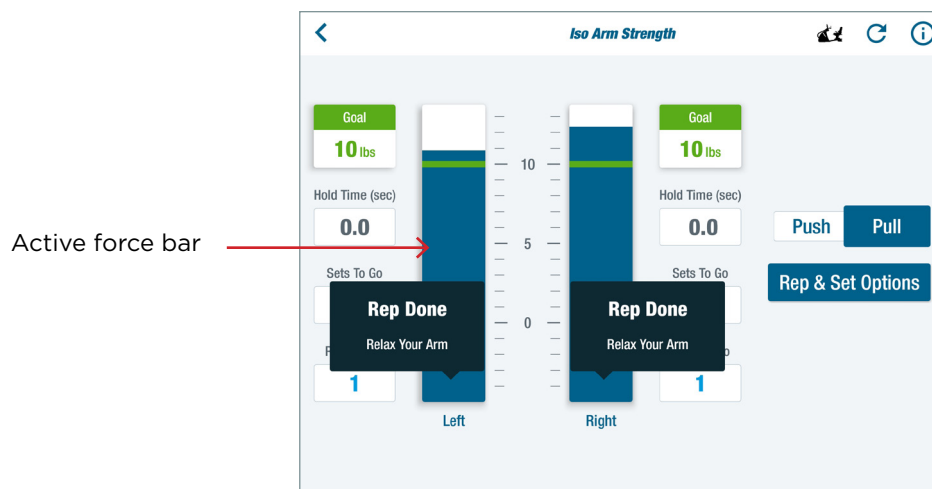 Iso Arm Strength
Active force bar
Goal
10 lbs
Hold Time (sec)
0.0
Sets To Go
Rep Done
Relax Your Arm
1
Left
10
5
0
Goal
10 lbs
Hold Time (sec)
0.0
Sets To Go
Rep Done
Relax Your Arm
1
Right
Push
Pull
Rep & Set Options